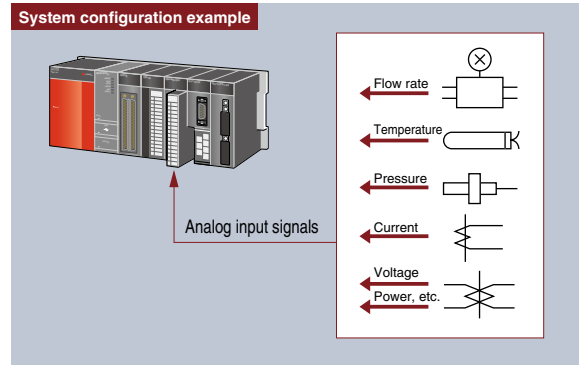 System configuration example
Flow rate
Temperature
Pressure
Analog input signals
Current
Voltage
Power, etc.